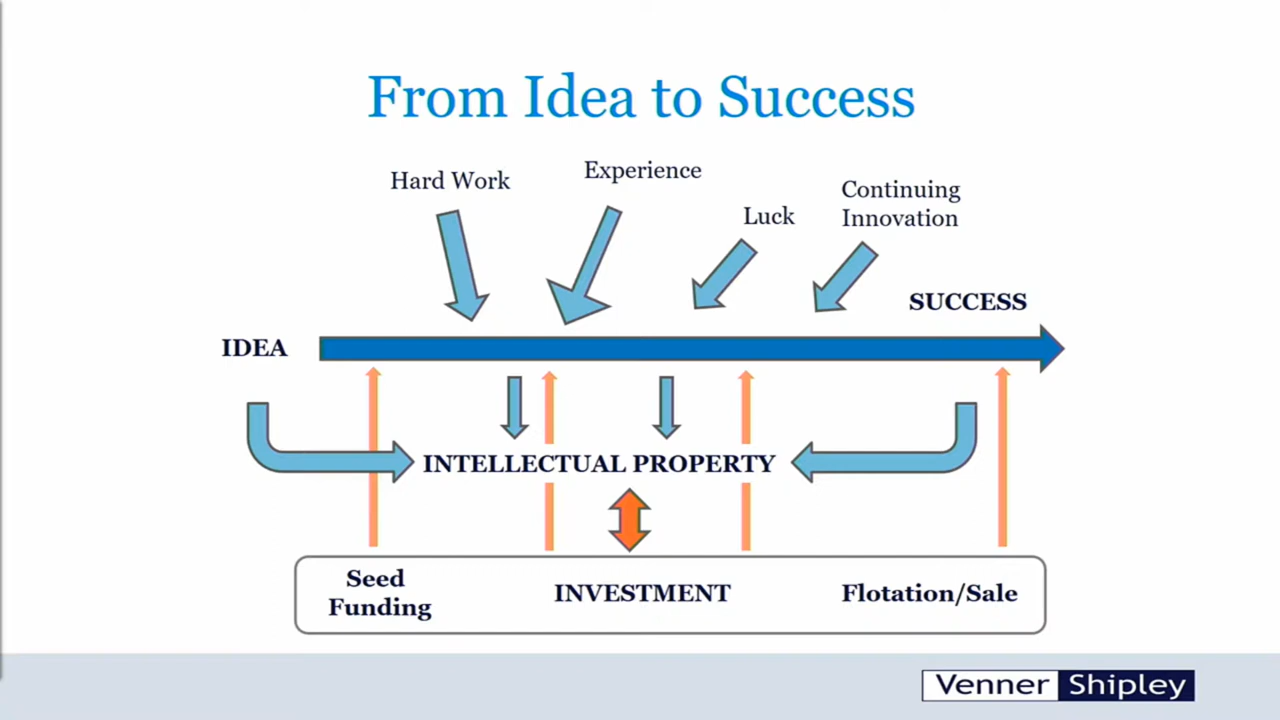 From Idea to Success
Hard Work
Experience
Luck
Continuing
Innovation
SUCCESS
IDEA
INTELLECTUAL PROPERTY
Seed
Funding
INVESTMENT
Flotation/Sale
Venner Shipley